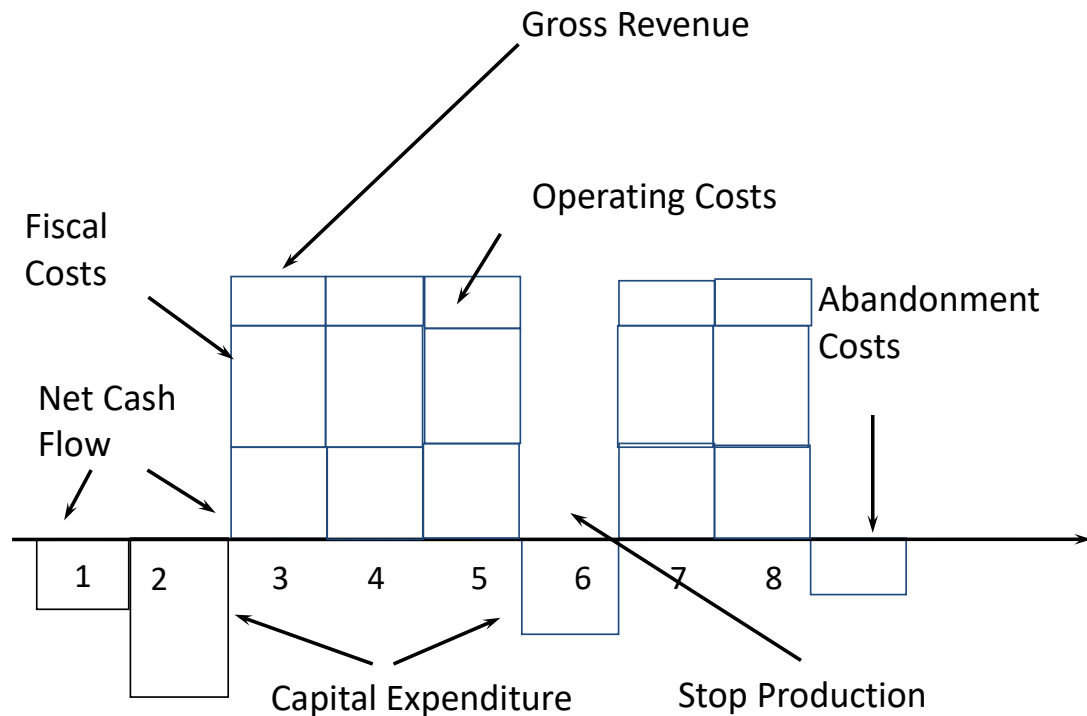 Gross Revenue
Operating Costs
Fiscal
Costs
Abandonment
Costs
Net Cash
Flow
1 2 3 4 5 6 7 8
Capital Expenditure
Stop Production